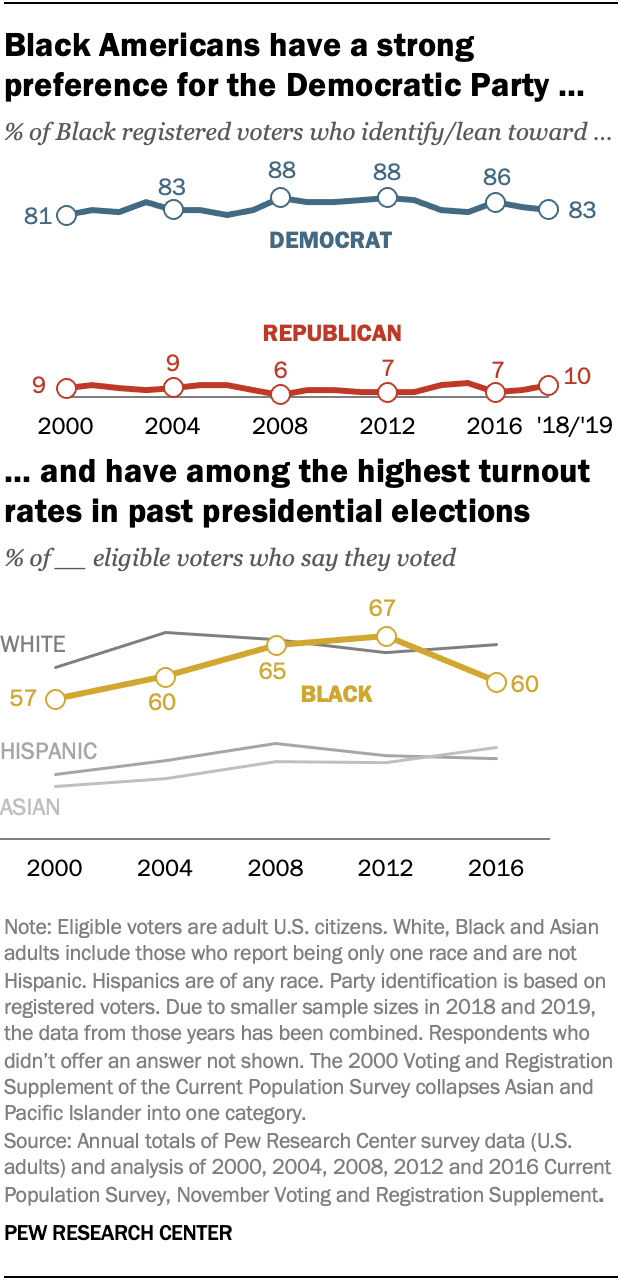 Black Americans have a strong
preference for the Democratic Party ...
% of Black registered voters who identify/lean toward ...
81 83 88 88 86 83
DEMOCRAT
REPUBLICAN
9 9 6 7 7 10
2000 2004 2008 2012 2016 '18/'19
... and have among the highest turnout
rates in past presidential elections
% of __ eligible voters who say they voted
67
WHITE
65
57 60 BLACK 60
HISPANIC
ASIAN
2000 2004 2008 2012 2016
Note: Eligible voters are adult U.S. citizens. White, Black and Asian
adults include those who report being only one race and are not
Hispanic. Hispanics are of any race. Party identification is based on
registered voters. Due to smaller sample sizes in 2018 and 2019,
the data from those years has been combined. Respondents who
didn’t offer an answer not shown. The 2000 Voting and Registration
Supplement of the Current Population Survey collapses Asian and
Pacific Islander into one category.
Source: Annual totals of Pew Research Center survey data (U.S.
adults) and analysis of 2000, 2004, 2008, 2012 and 2016 Current
Population Survey, November Voting and Registration Supplement.
PEW RESEARCH CENTER